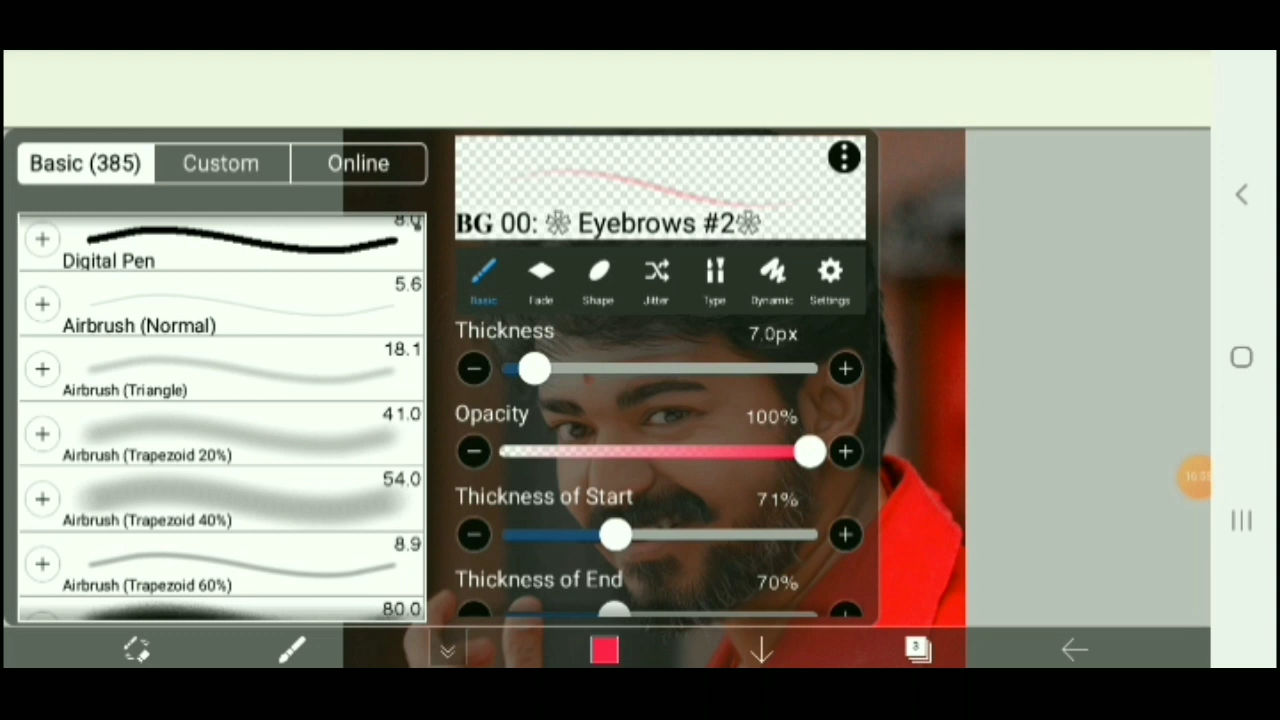 Basic (385)
Custom
Online
8.0
Digital Pen
5.6
Airbrush (Normal)
18.1
Airbrush (Triangle)
41.0
Airbrush (Trapezoid 20%)
54.0
Airbrush (Trapezoid 40%)
8.9
Airbrush (Trapezoid 60%)
80.0
BG 00: ❀ Eyebrows #2❀
Basic
Fade
Shape
Jitter
Type
Dynamic
Settings
Thickness
7.0px
Opacity
100%
Thickness of Start
71%
Thickness of End
70%
3